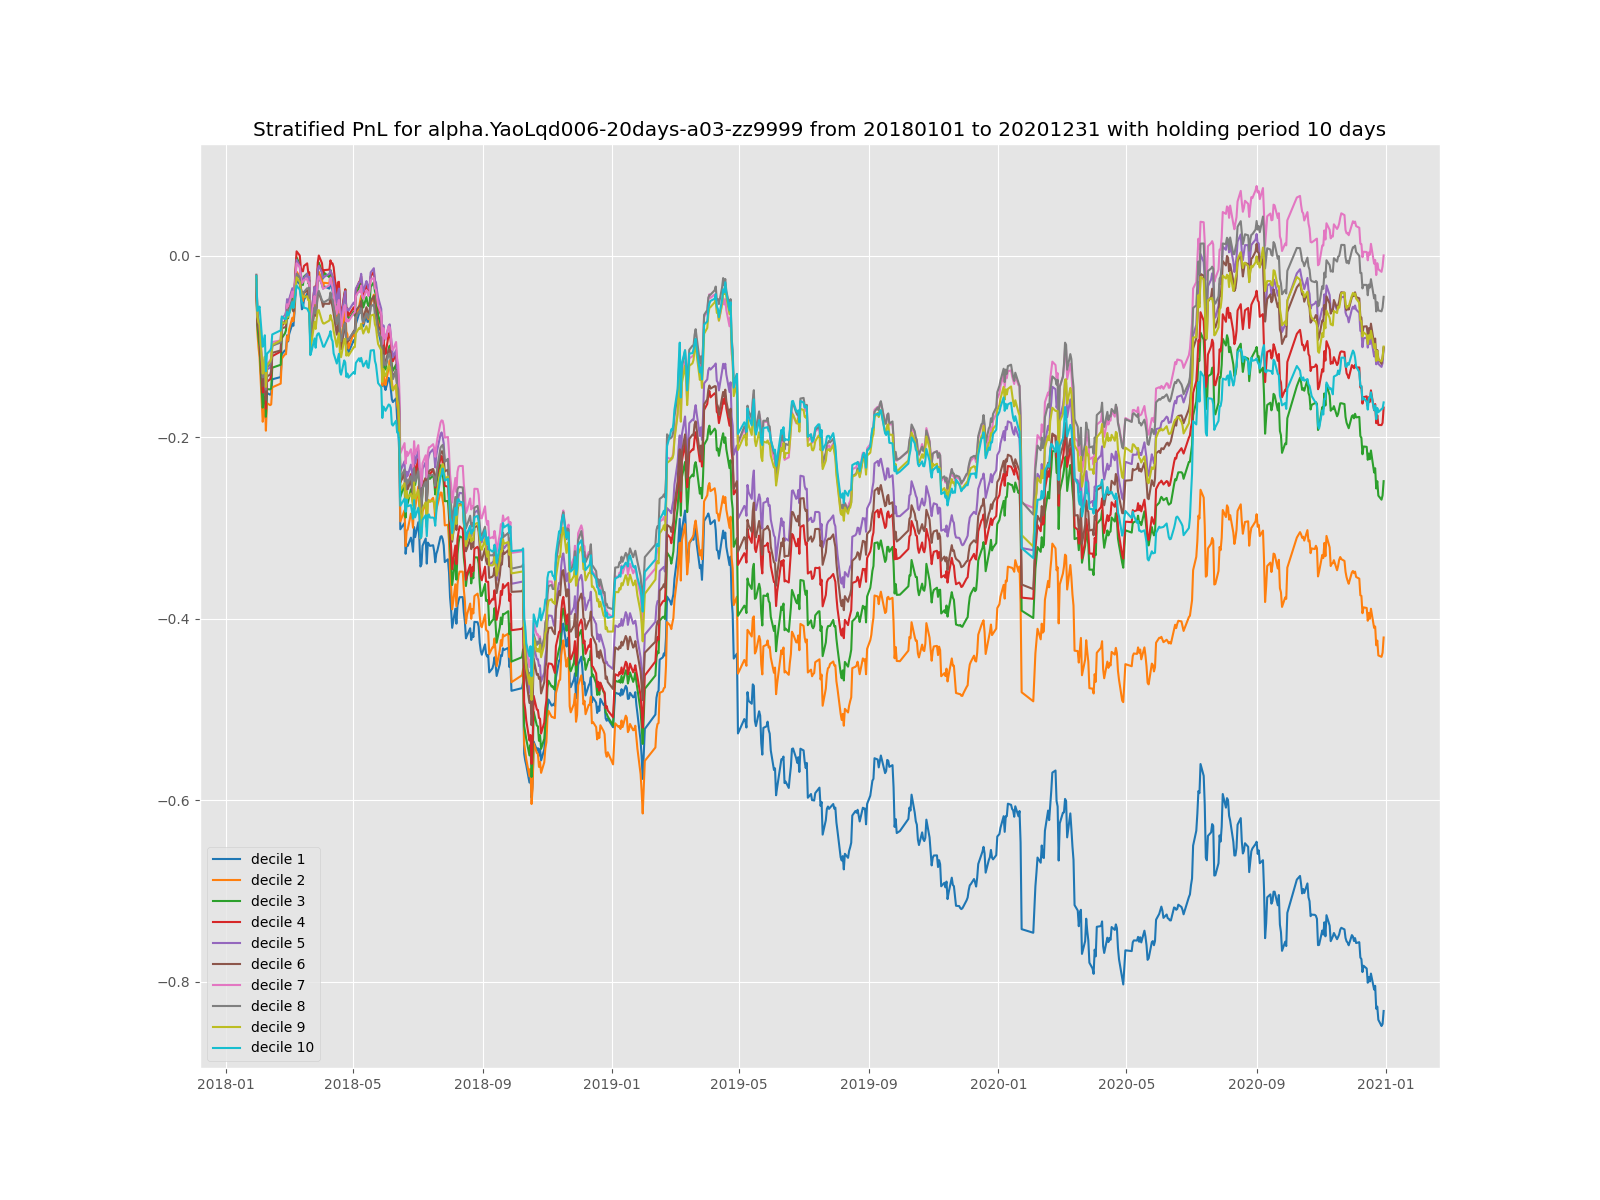 Stratified PnL for alpha.YaoLqd006-20days-a03-zz9999 from 20180101 to 20201231 with holding period 10 days
0.0
−0.2
−0.4
−0.6
−0.8
decile 1
decile 2
decile 3
decile 4
decile 5
decile 6
decile 7
decile 8
decile 9
decile 10
2018-01 2018-05 2018-09 2019-01 2019-05 2019-09 2020-01 2020-05 2020-09 2021-01